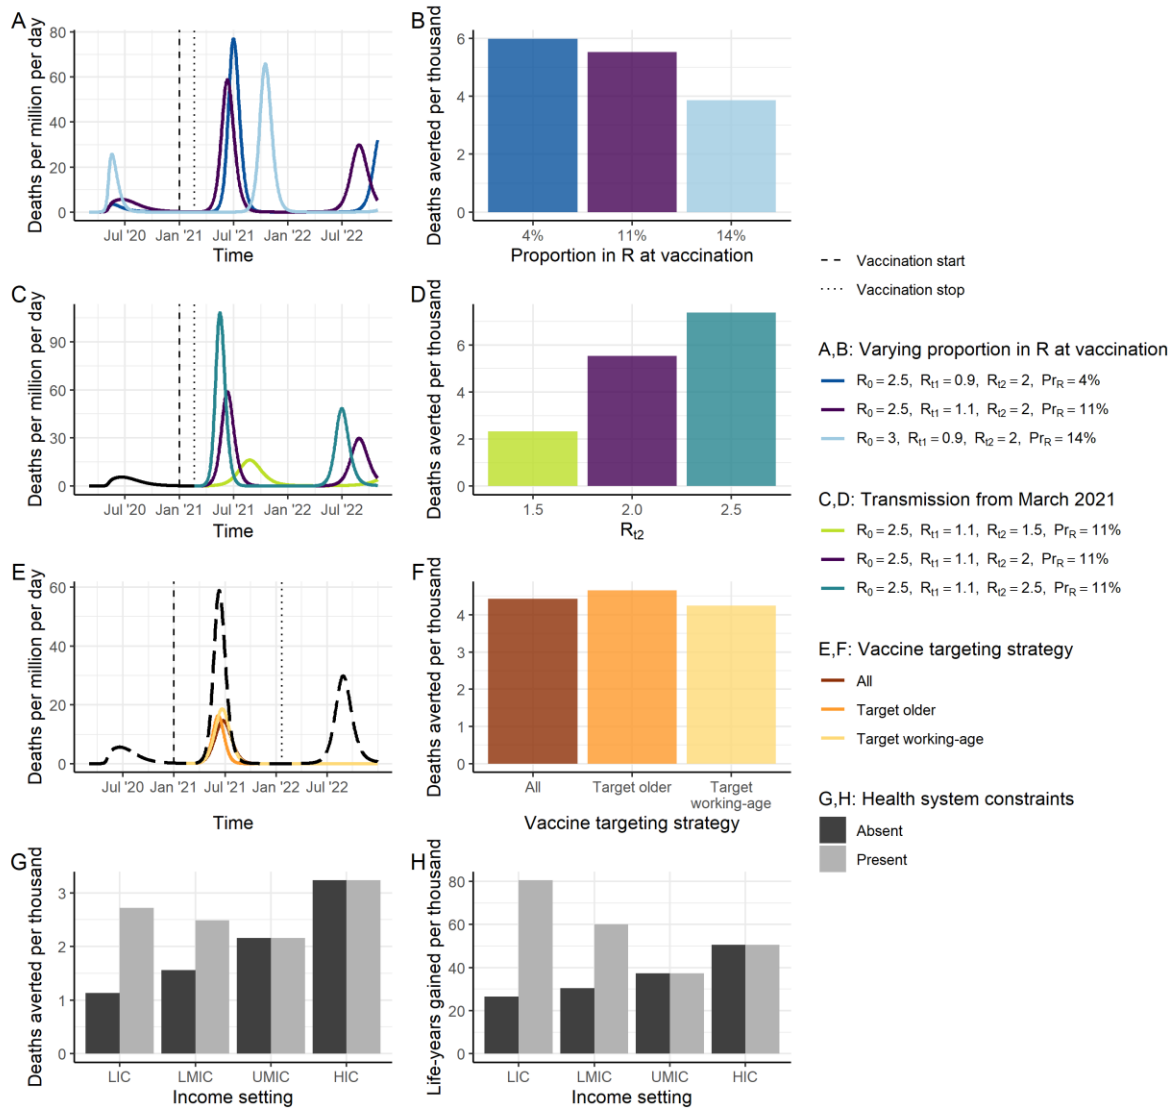 A
Deaths per million per day
80
60
40
20
0
Jul '20
Jan '21
Jul '21
Jan '22
Jul '22
Time
B
Deaths averted per thousand
6
4
2
0
4%
11%
14%
Proportion in R at vaccination
C
Deaths per million per day
90
60
30
0
Jul '20
Jan '21
Jul '21
Jan '22
Jul '22
Time
D
Deaths averted per thousand
6
4
2
0
1.5
2.0
2.5
Rt2
E
Deaths per million per day
60
40
20
0
Jul '20
Jan '21
Jul '21
Jan '22
Jul '22
Time
F
Deaths averted per thousand
4
3
2
1
0
All
Target older
Target
working-age
Vaccine targeting strategy
G
Deaths averted per thousand
3
2
1
0
LIC
LMIC
UMIC
HIC
Income setting
H
Life-years gained per thousand
80
60
40
20
0
LIC
LMIC
UMIC
HIC
Income setting
Vaccination start
Vaccination stop
A,B: Varying proportion in R at vaccination
R0 = 2.5, Rt1 = 0.9, Rt2 = 2, PrR = 4%
R0 = 2.5, Rt1 = 1.1, Rt2 = 2, PrR = 11%
R0 = 3, Rt1 = 0.9, Rt2 = 2, PrR = 14%
C,D: Transmission from March 2021
R0 = 2.5, Rt1 = 1.1, Rt2 = 1.5, PrR = 11%
R0 = 2.5, Rt1 = 1.1, Rt2 = 2, PrR = 11%
R0 = 2.5, Rt1 = 1.1, Rt2 = 2.5, PrR = 11%
E,F: Vaccine targeting strategy
All
Target older
Target working-age
G,H: Health system constraints
Absent
Present